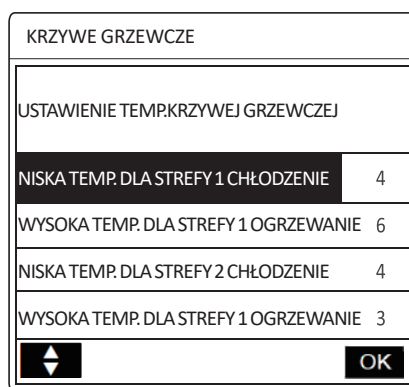 KRZYWE GRZEWCZE
USTAWIENIE TEMP.KRZYWEJ GRZEWCZEJ
NISKA TEMP. DLA STREFY 1 CHŁODZENIE 4
WYSOKA TEMP. DLA STREFY 1 OGRZEWANIE 6
NISKA TEMP. DLA STREFY 2 CHŁODZENIE 4
WYSOKA TEMP. DLA STREFY 1 OGRZEWANIE 3
OK